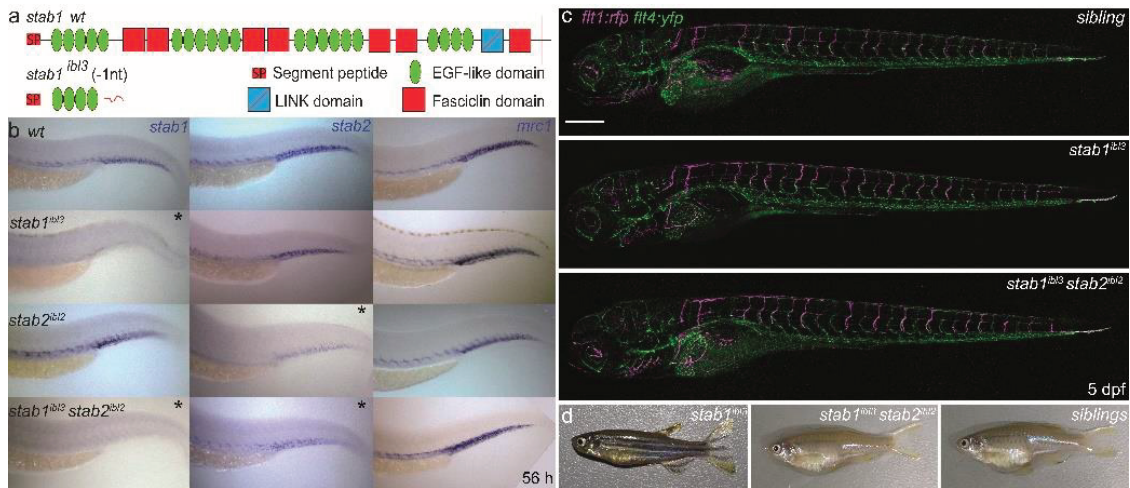 a stab1 wt
SP
stab1 ibl3 (-1nt)
SP
SP Segment peptide
EGF-like domain
LINK domain
Fasciclin domain
b wt
stab1
stab2
mrc1
stab1ibl3
*
stab2ibl2
*
stab1ibl3 stab2ibl2
*
*
56 h
c flt1:rfp flt4:yfp
sibling
stab1ibl3
stab1ibl3 stab2ibl2
5 dpf
d stab1ibl3
stab1ibl3 stab2ibl2
siblings